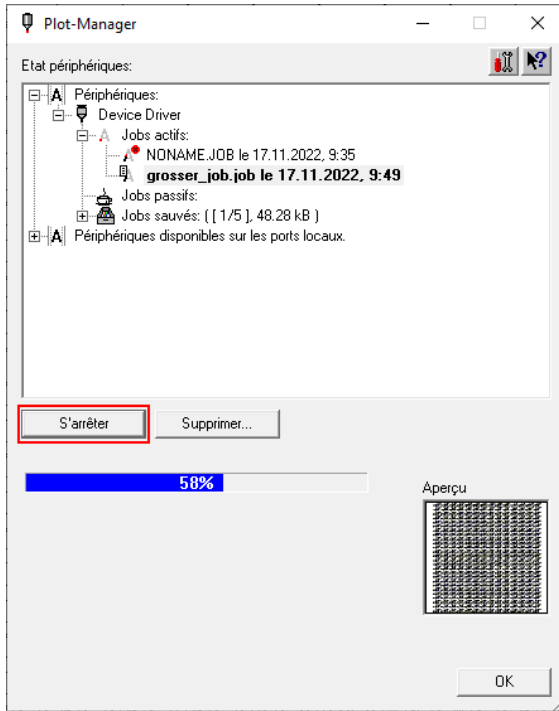 Plot-Manager
Etat périphériques:
Périphériques:
Device Driver
Jobs actifs:
NONAME.JOB le 17.11.2022, 9:35
grosser_job.job le 17.11.2022, 9:49
Jobs passifs:
Jobs sauvés: ( [ 1/5 ], 48.28 kB )
Périphériques disponibles sur les ports locaux.
S'arrêter Supprimer...
58%
Aperçu
OK